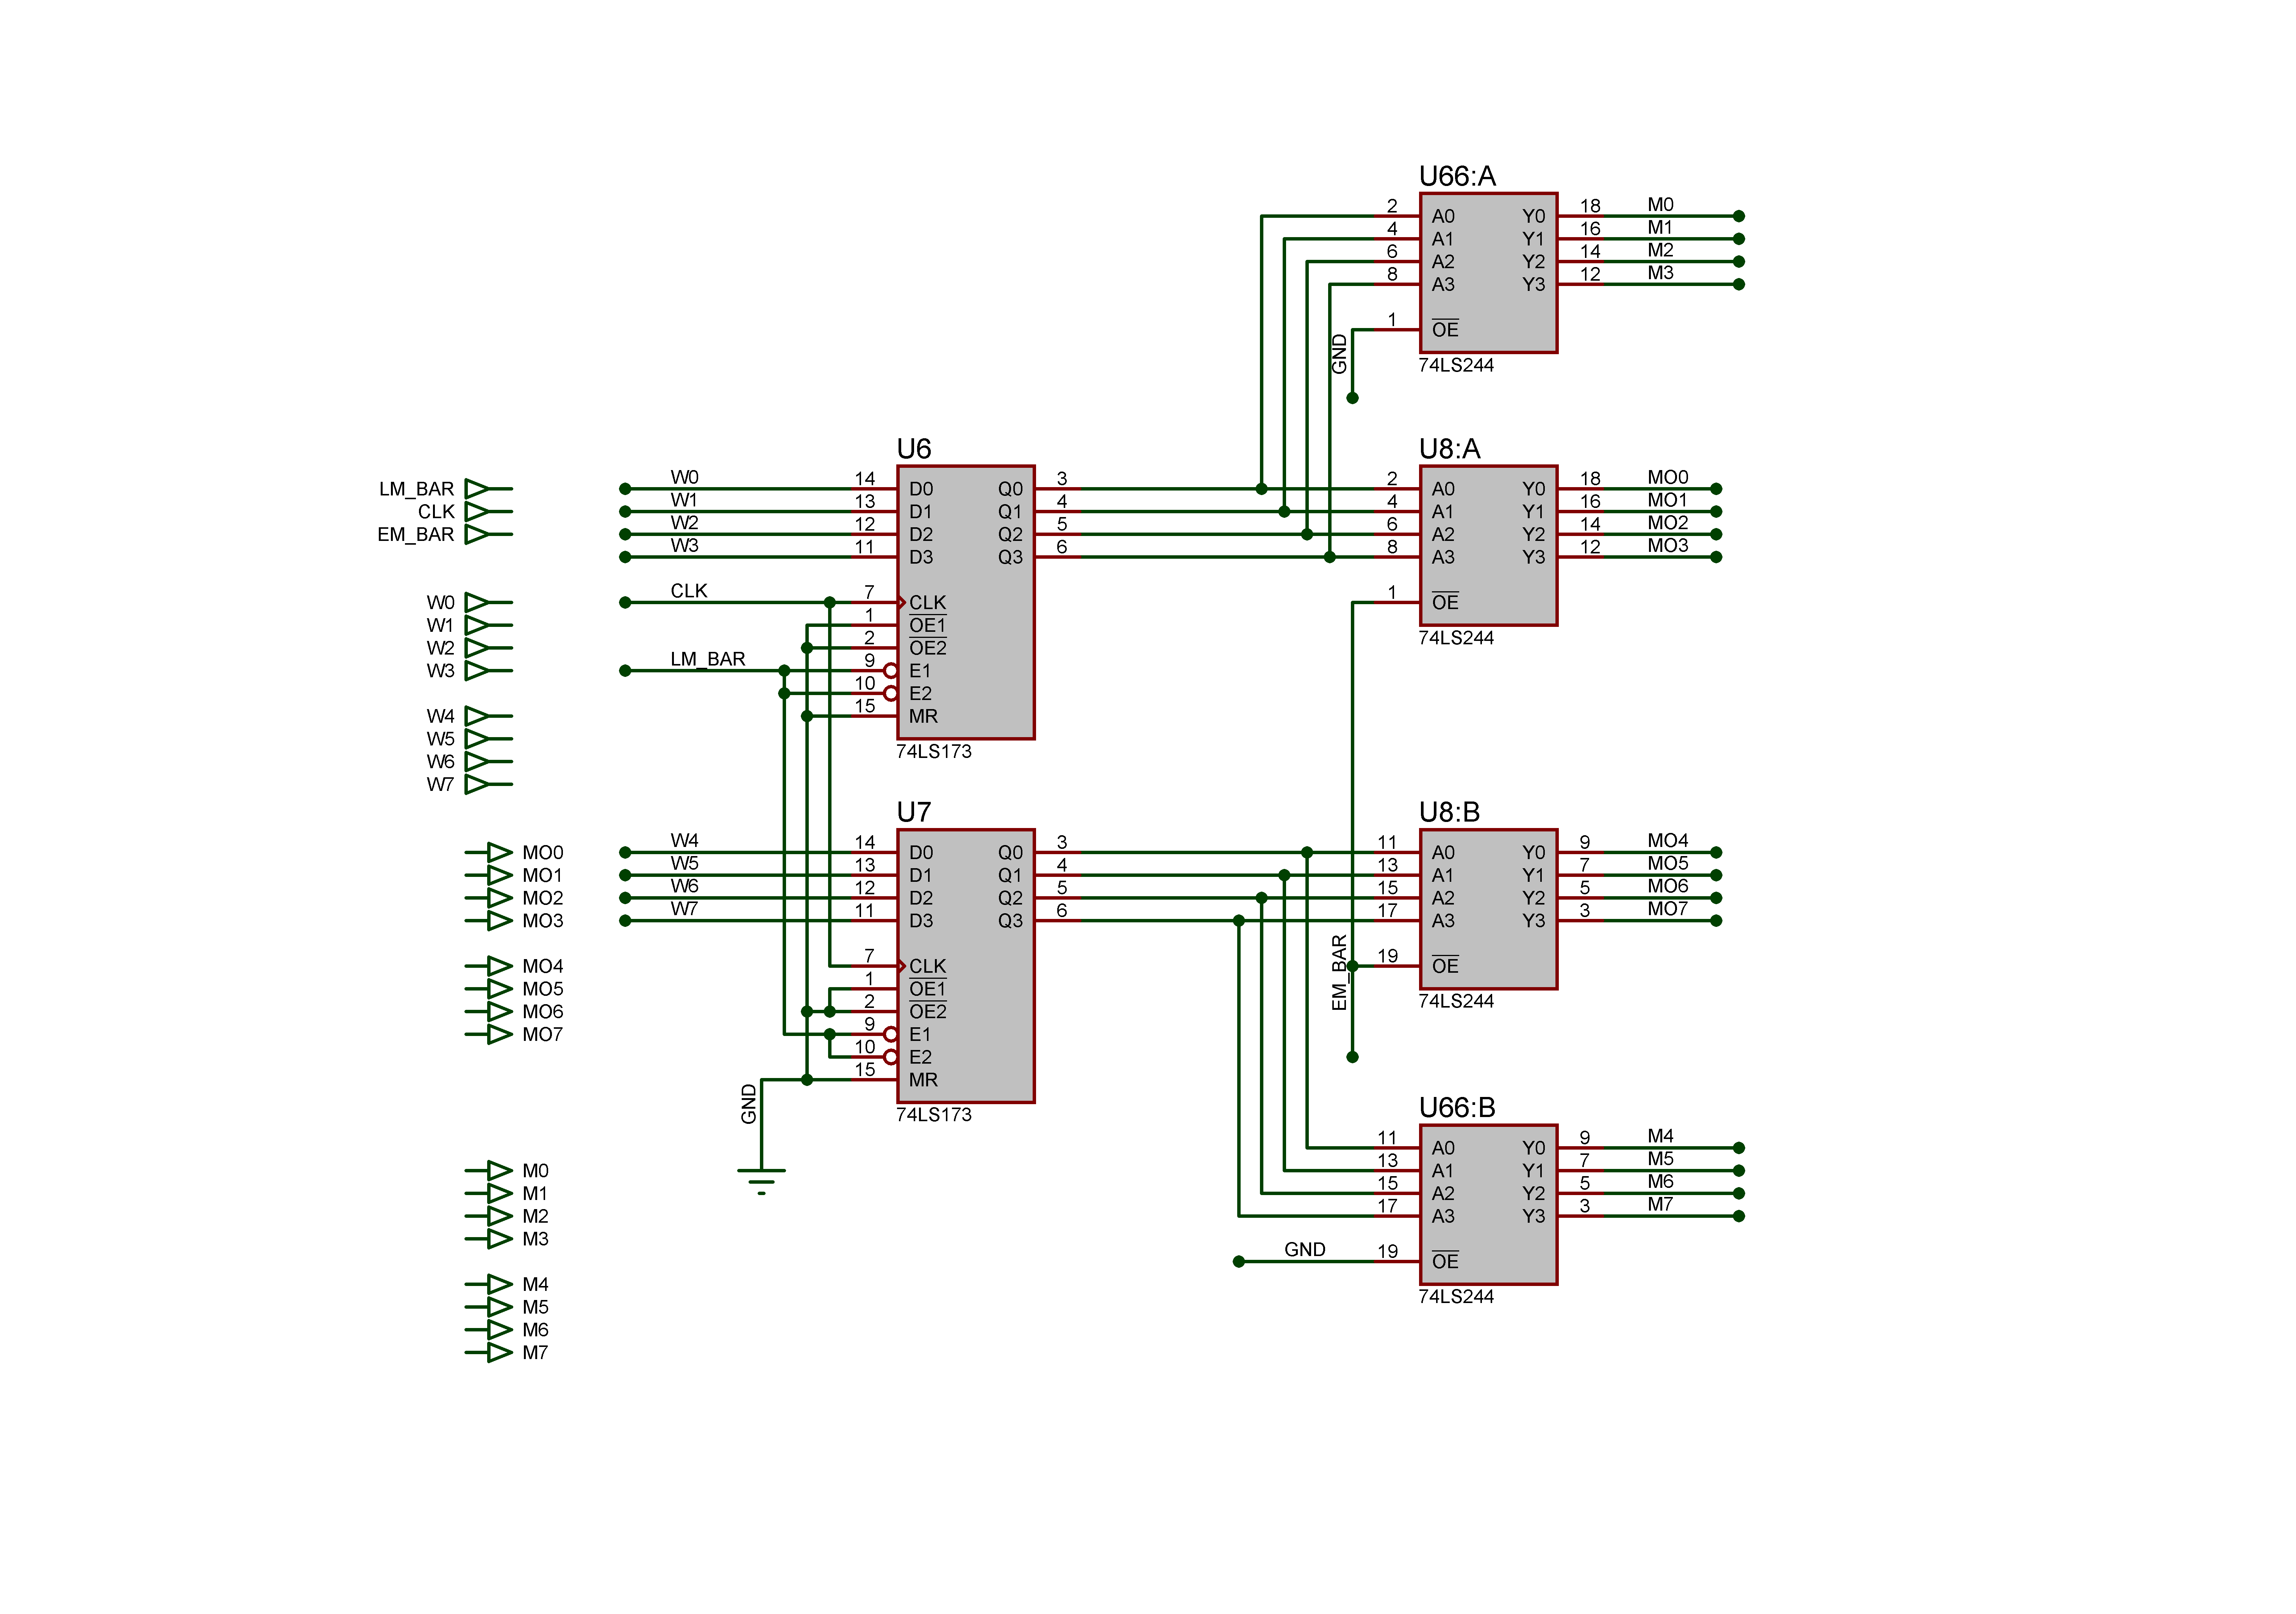 LM_BAR
CLK
EM_BAR
W0
W1
W2
W3
W4
W5
W6
W7
MO0
MO1
MO2
MO3
MO4
MO5
MO6
MO7
M0
M1
M2
M3
M4
M5
M6
M7
U6
W0 14 D0 Q0 3
W1 13 D1 Q1 4
W2 12 D2 Q2 5
W3 11 D3 Q3 6
CLK 7 CLK
1 OE1
2 OE2
LM_BAR 9 E1
10 E2
15 MR
74LS173
U7
W4 14 D0 Q0 3
W5 13 D1 Q1 4
W6 12 D2 Q2 5
W7 11 D3 Q3 6
7 CLK
1 OE1
2 OE2
9 E1
10 E2
15 MR
GND
74LS173
U66:A
2 A0 Y0 18 M0
4 A1 Y1 16 M1
6 A2 Y2 14 M2
8 A3 Y3 12 M3
1 OE
GND
74LS244
U8:A
2 A0 Y0 18 MO0
4 A1 Y1 16 MO1
6 A2 Y2 14 MO2
8 A3 Y3 12 MO3
1 OE
74LS244
U8:B
11 A0 Y0 9 MO4
13 A1 Y1 7 MO5
15 A2 Y2 5 MO6
17 A3 Y3 3 MO7
EM_BAR
19 OE
74LS244
U66:B
11 A0 Y0 9 M4
13 A1 Y1 7 M5
15 A2 Y2 5 M6
17 A3 Y3 3 M7
GND 19 OE
74LS244